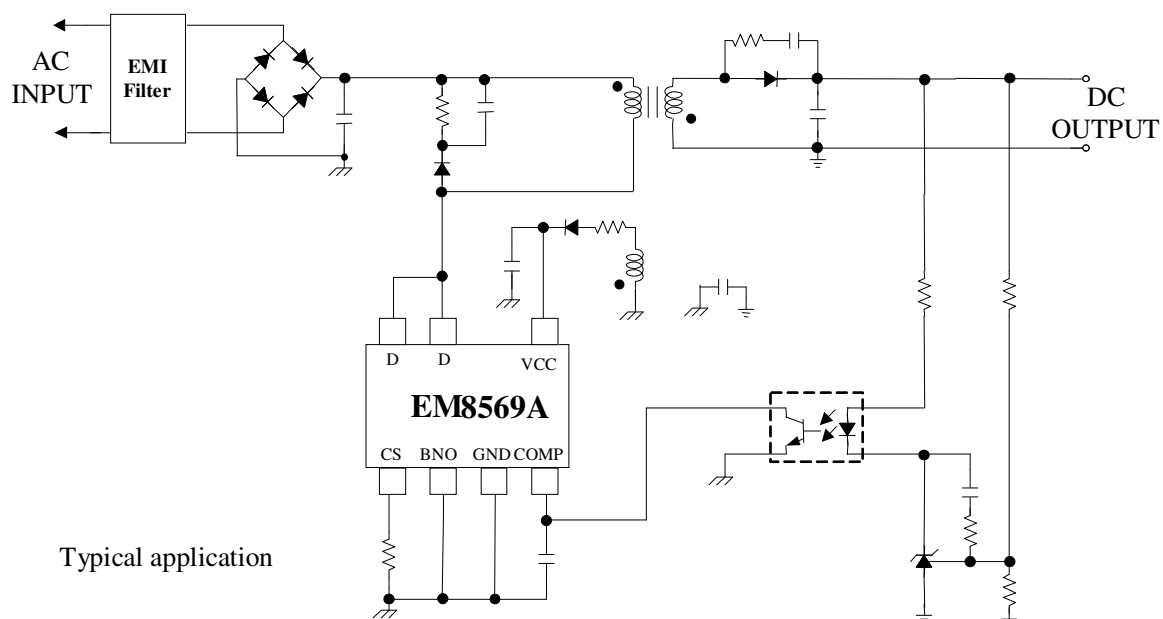 AC
INPUT
EMI
Filter
DC
OUTPUT
D
D
VCC
EM8569A
CS
BNO
GND
COMP
Typical application